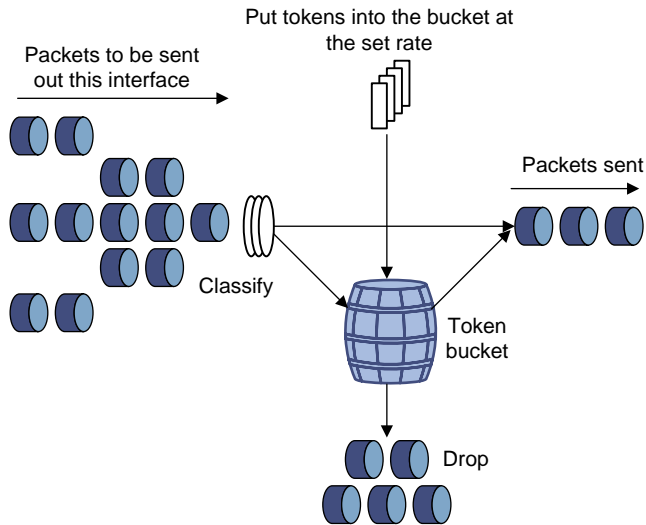 Put tokens into the bucket at
the set rate
Packets to be sent
out this interface
Packets sent
Classify
Token
bucket
Drop